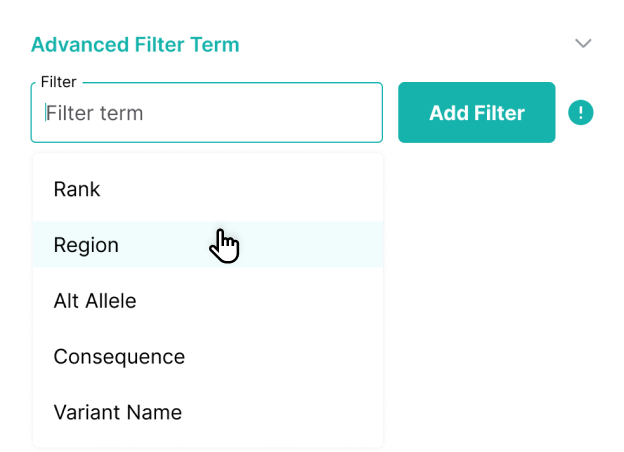 Advanced Filter Term
Filter
Filter term
Add Filter
!
Rank
Region
Alt Allele
Consequence
Variant Name